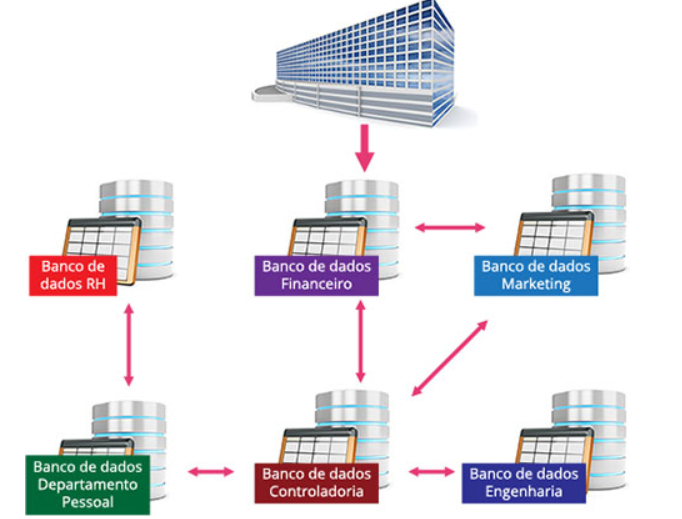 Banco de
dados RH
Banco de dados
Financeiro
Banco de dados
Marketing
Banco de dados
Departamento
Pessoal
Banco de dados
Controladoria
Banco de dados
Engenharia